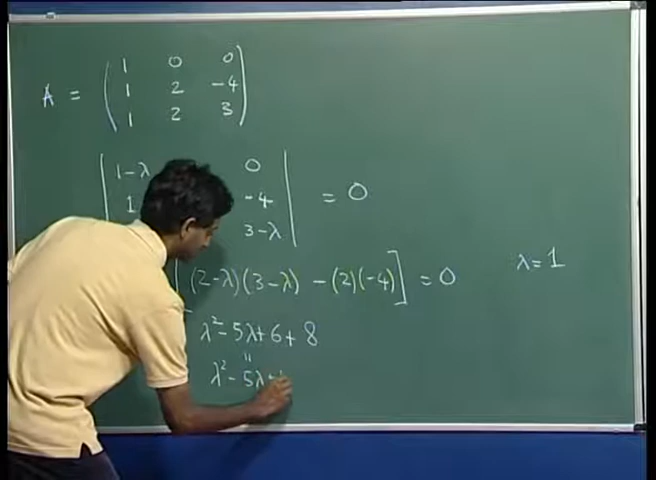 A = ( 1 0 0
1 2 -4
1 2 3 )
| 1-λ 0
1 -4 | = 0
3-λ
(2-λ)(3-λ) - (2)(-4) ] = 0 λ = 1
λ² - 5λ + 6 + 8
"
λ² - 5λ +